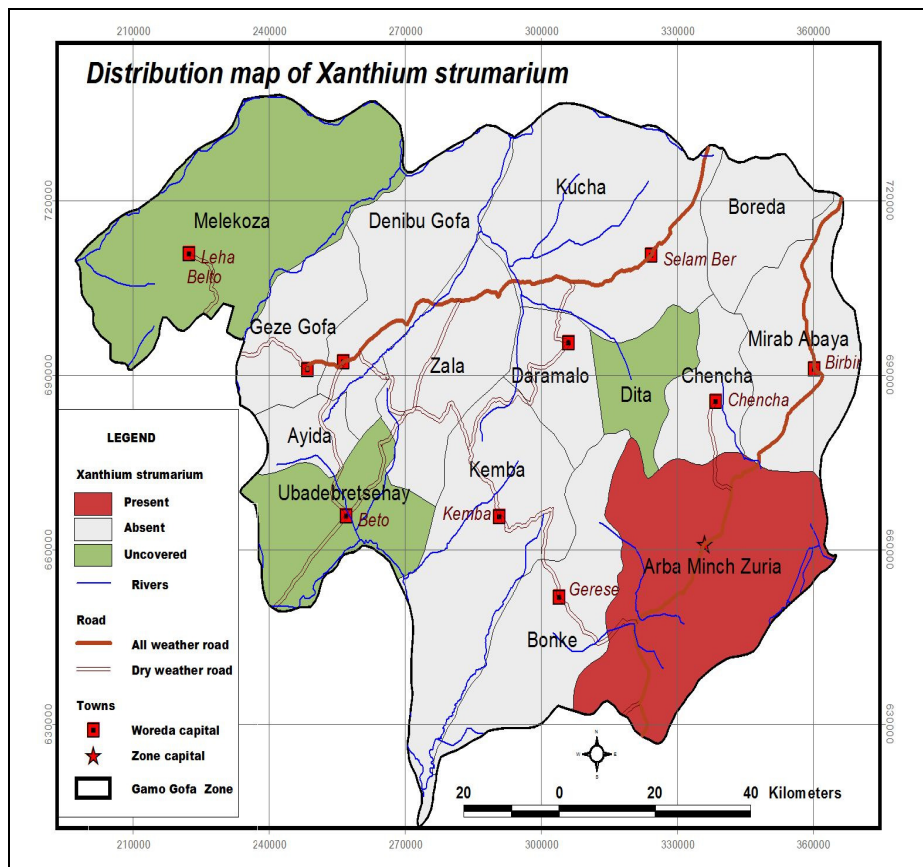 210000 240000 270000 300000 330000 360000
Distribution map of Xanthium strumarium
720000
720000
Kucha
Boreda
Melekoza
Denibu Gofa
Leha
Belto
Selam Ber
Geze Gofa
Mirab Abaya
Zala
Daramalo
Birbir
690000
690000
Dita
Chencha
Chencha
Ayida
Kemba
Ubadebretsehay
Kemba
Beto
660000
660000
Arba Minch Zuria
Gerese
Bonke
630000
630000
LEGEND
Xanthium strumarium
Present
Absent
Uncovered
Rivers
Road
All weather road
Dry weather road
Towns
Woreda capital
Zone capital
Gamo Gofa Zone
N
W E
S
20 0 20 40 Kilometers
210000 240000 270000 300000 330000 360000